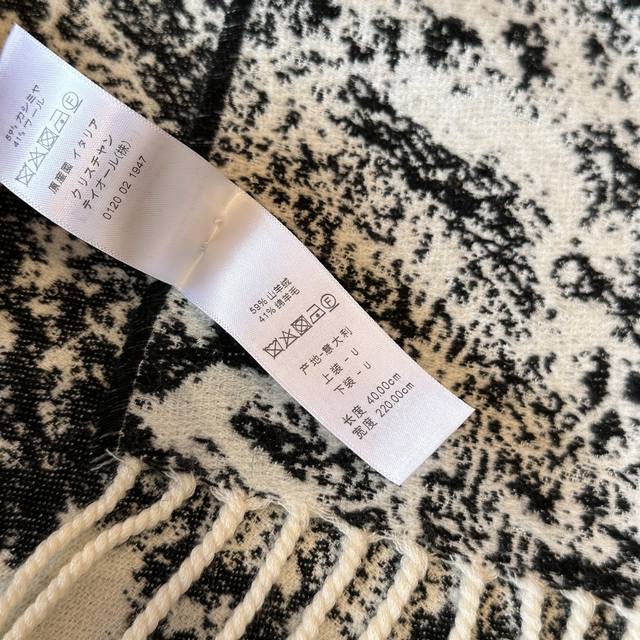 59% カシミヤ
41% ウール
原産国 イタリア
クリスチャン
ディオール(株)
0120 02 1947
59% 山羊绒
41% 绵羊毛
产地-意大利
上装 - U
下装 - U
长度 40.00cm
宽度 220.00cm